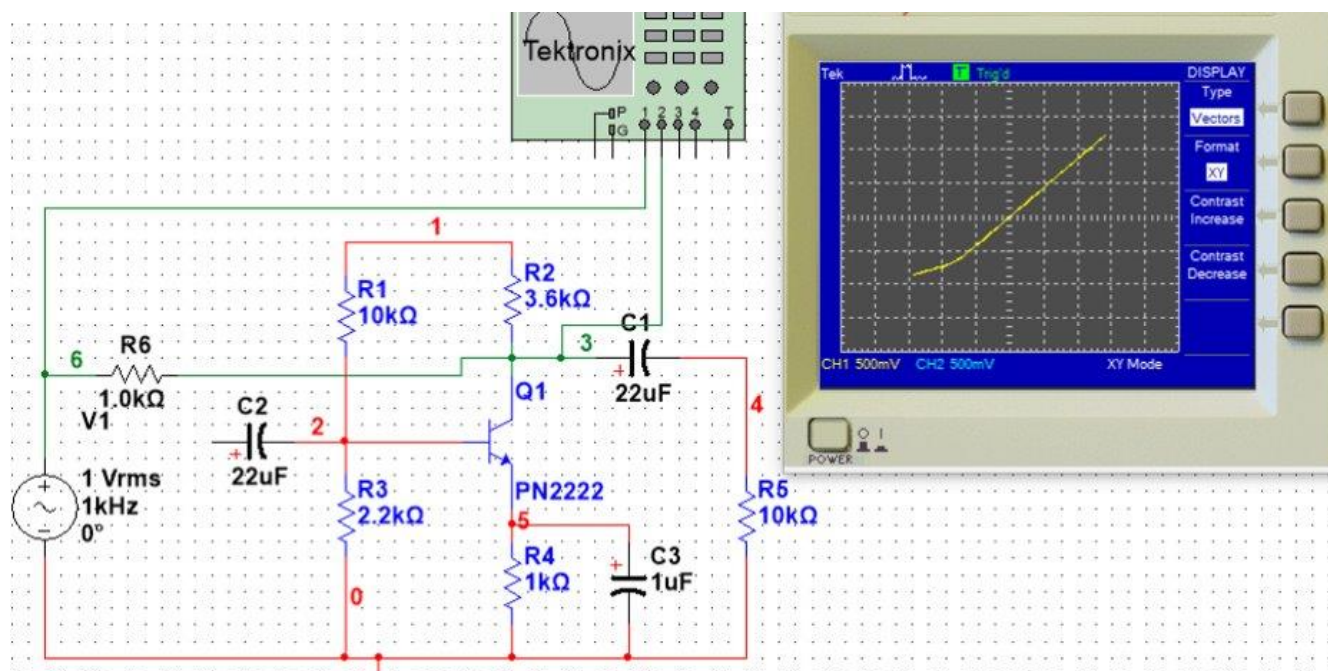 Tektronix
P
G
1 2 3 4 T
Tek
T Trig'd
DISPLAY
Type
Vectors
Format
XY
Contrast
Increase
Contrast
Decrease
CH1 500mV CH2 500mV XY Mode
POWER
1
R1
10kΩ
R2
3.6kΩ
C1
+
22uF
3
6
R6
1.0kΩ
V1
C2
+
22uF
2
Q1
PN2222
4
1 Vrms
1kHz
0°
R3
2.2kΩ
5
R4
1kΩ
C3
+
1uF
R5
10kΩ
0